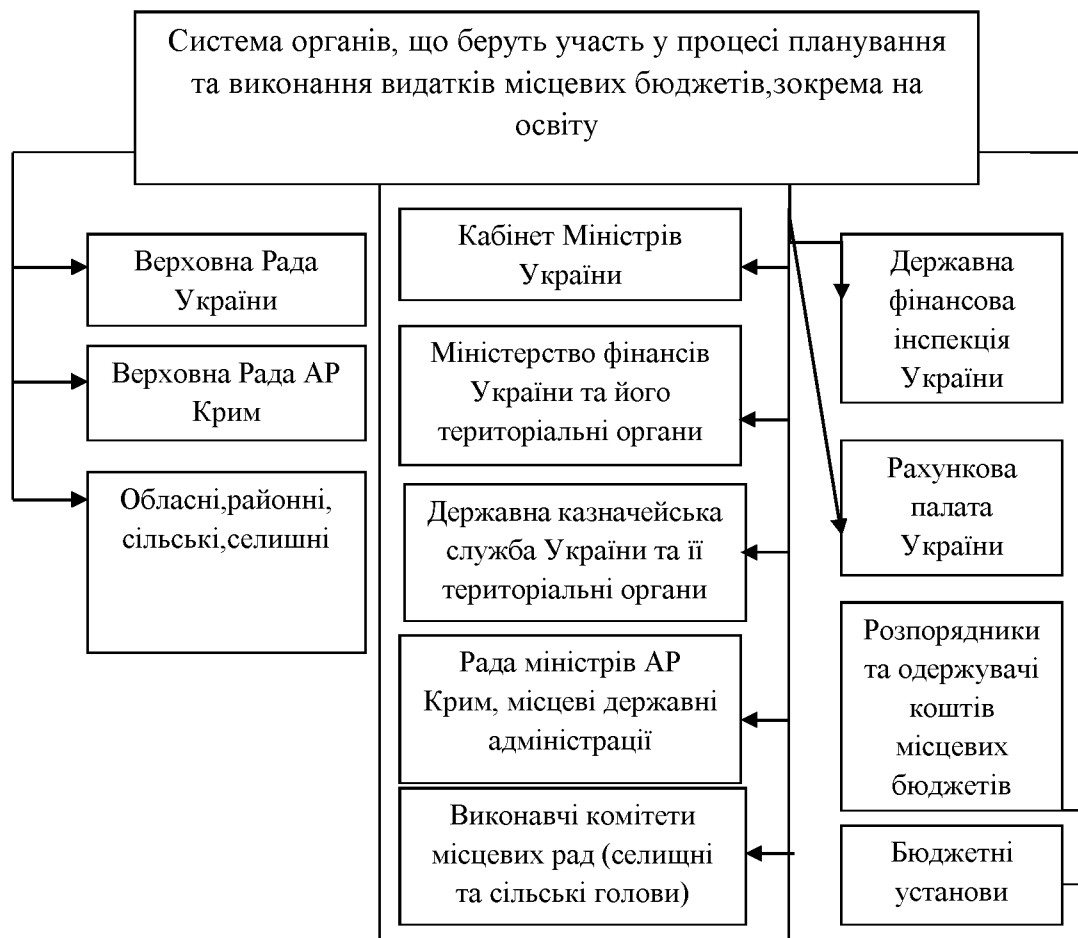 Система органів, що беруть участь у процесі планування
та виконання видатків місцевих бюджетів,зокрема на
освіту
Верховна Рада
України
Верховна Рада АР
Крим
Обласні,районні,
сільські,селишні
Кабінет Міністрів
України
Міністерство фінансів
України та його
територіальні органи
Державна казначейська
служба України та її
територіальні органи
Рада міністрів АР
Крим, місцеві державні
адміністрації
Виконавчі комітети
місцевих рад (селищні
та сільські голови)
Державна
фінансова
інспекція
України
Рахункова
палата
України
Розпорядники
та одержувачі
коштів
місцевих
бюджетів
Бюджетні
установи